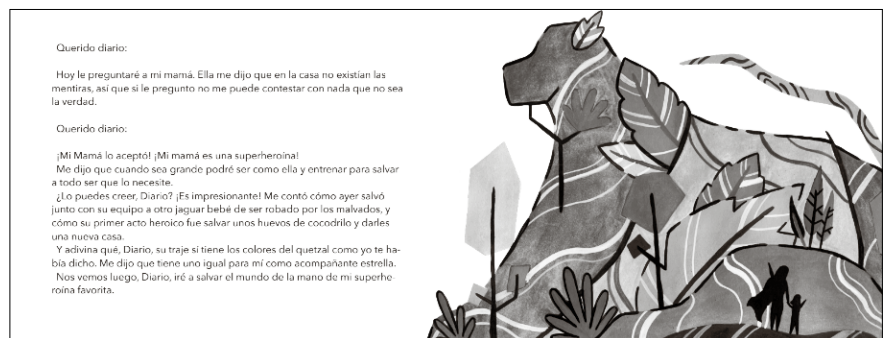 Querido diario:
Hoy le preguntaré a mi mamá. Ella me dijo que en la casa no existían las
mentiras, así que si le pregunto no me puede contestar con nada que no sea
la verdad.
Querido diario:
¡Mi Mamá lo aceptó! ¡Mi mamá es una superheroína!
Me dijo que cuando sea grande podré ser como ella y entrenar para salvar
a todo ser que lo necesite.
¿Lo puedes creer, Diario? ¡Es impresionante! Me contó cómo ayer salvó
junto con su equipo a otro jaguar bebé de ser robado por los malvados, y
cómo su primer acto heroico fue salvar unos huevos de cocodrilo y darles
una nueva casa.
Y adivina qué, Diario, su traje sí tiene los colores del quetzal como yo te ha-
bía dicho. Me dijo que tiene uno igual para mí como acompañante estrella.
Nos vemos luego, Diario, iré a salvar el mundo de la mano de mi superhe-
roína favorita.